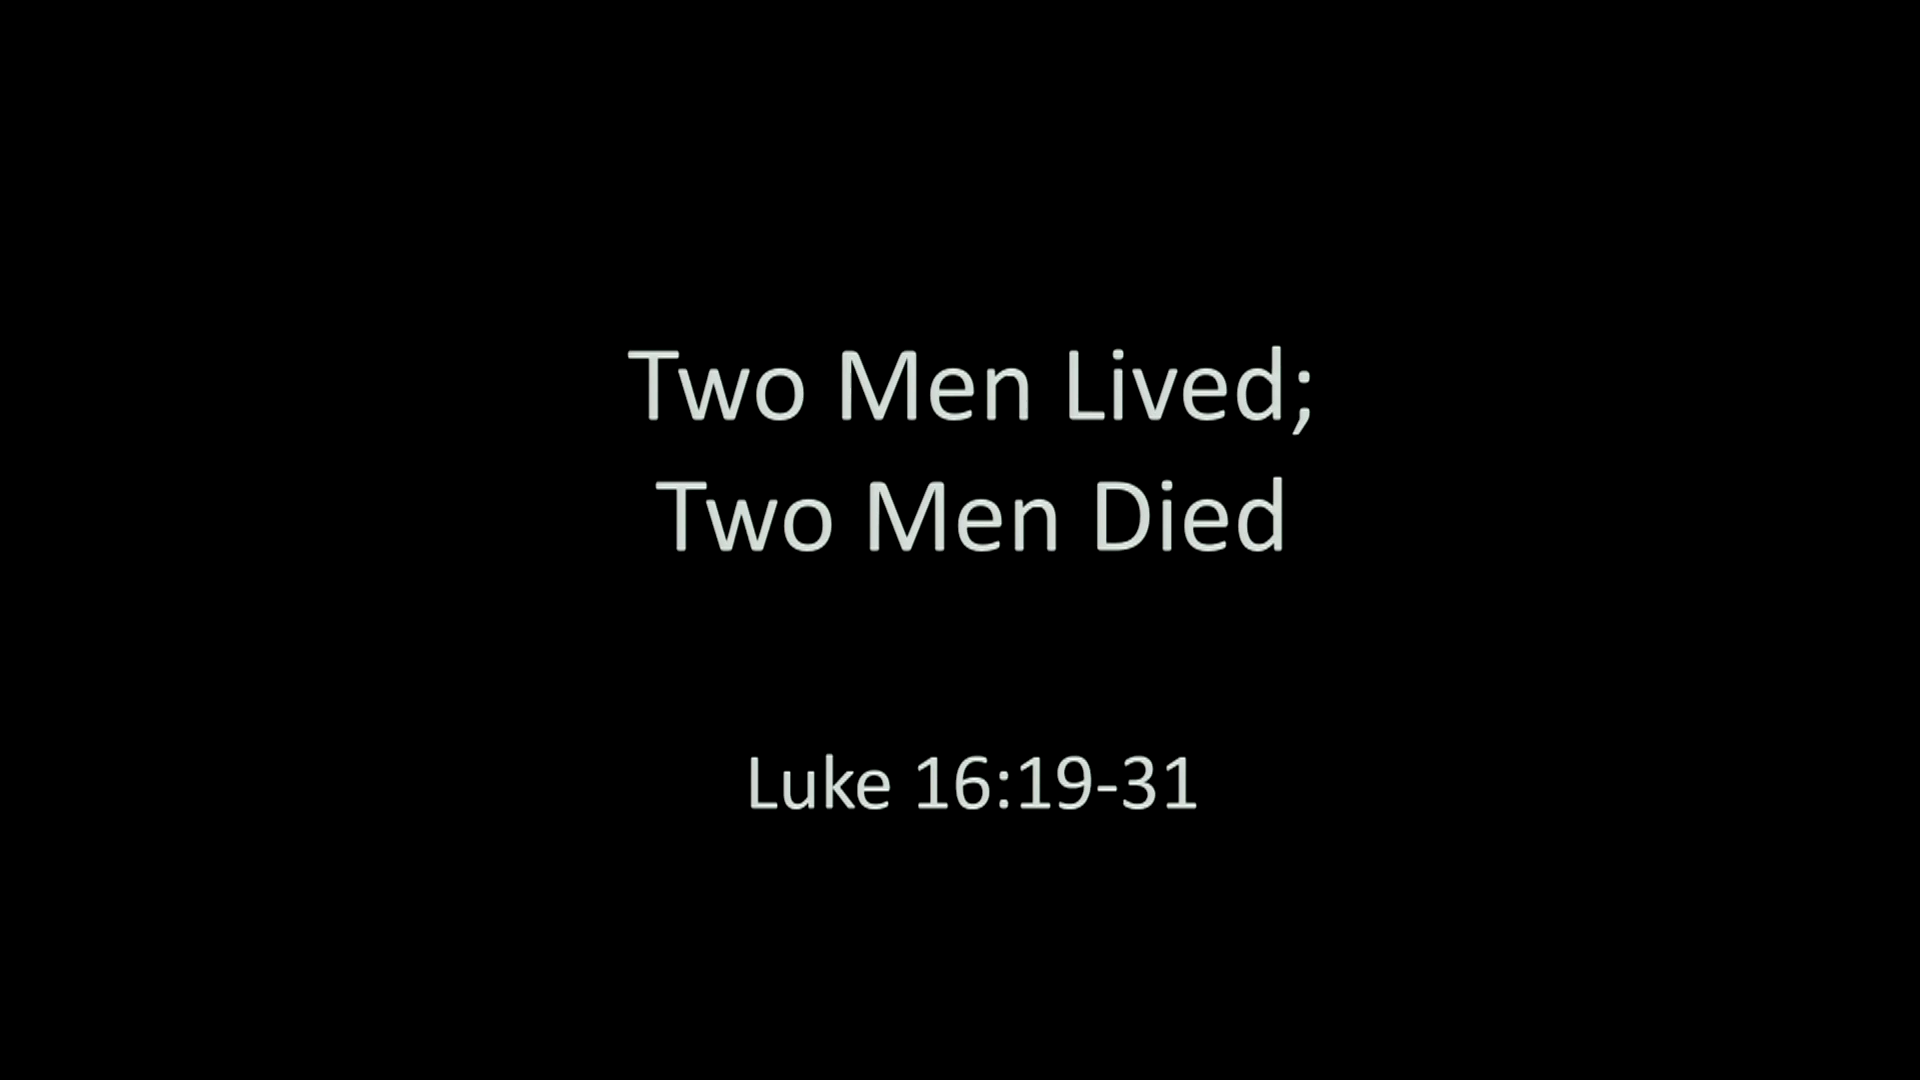 Two Men Lived;
Two Men Died
Luke 16:19-31